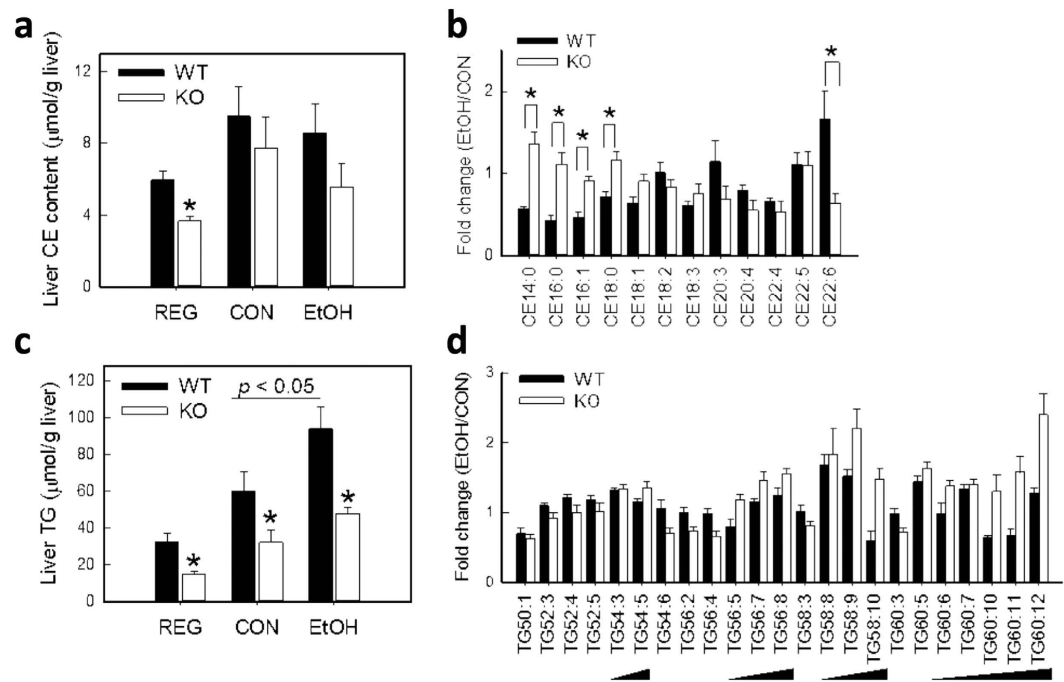 a
Liver CE content (μmol/g liver)
12
8
4
0
WT
KO
*
REG
CON
EtOH
b
Fold change (EtOH/CON
2
1
0
WT
KO
*
*
*
*
*
CE14:0
CE16:0
CE16:1
CE18:0
CE18:1
CE18:2
CE18:3
CE20:3
CE20:4
CE22:4
CE22:5
CE22:6
c
Liver TG (μmol/g liver)
120
100
80
60
40
20
0
WT
KO
p < 0.05
*
*
*
REG
CON
EtOH
d
Fold change (EtOH/CON)
3
2
1
0
WT
KO
TG50:1
TG52:3
TG52:4
TG52:5
TG54:3
TG54:5
TG54:6
TG56:2
TG56:4
TG56:5
TG56:7
TG56:8
TG58:3
TG58:8
TG58:9
TG58:10
TG60:3
TG60:5
TG60:6
TG60:7
TG60:10
TG60:11
TG60:12